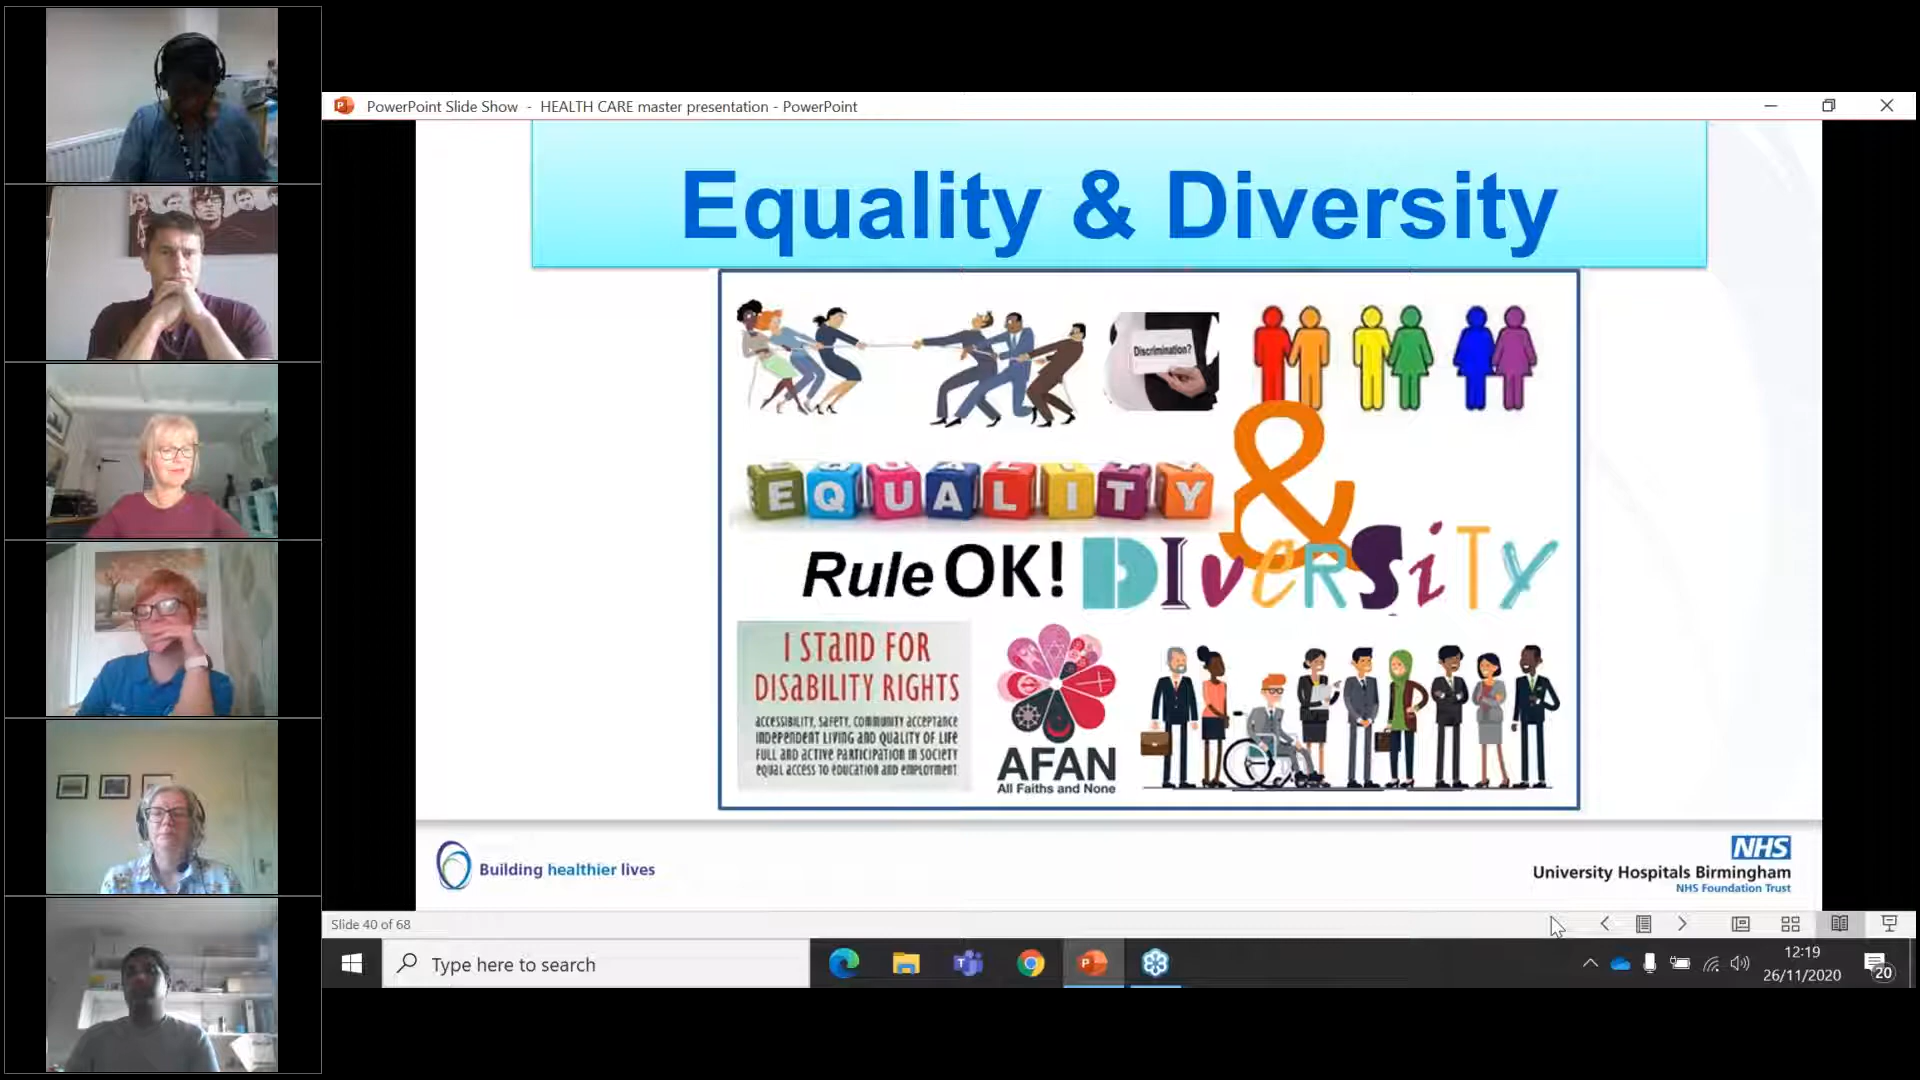 PowerPoint Slide Show - HEALTH CARE master presentation - PowerPoint
Equality & Diversity
Discrimination?
EQUALITY
&
Rule OK!
DIVERSiTY
I STAND FOR
DISABILITY RIGHTS
ACCESSIBILITY, SAFETY, COMMUNITY ACCEPTANCE
INDEPENDENT LIVING AND QUALITY OF LIFE
FULL AND ACTIVE PARTICIPATION IN SOCIETY
EQUAL ACCESS TO EDUCATION AND EMPLOYMENT
AFAN
All Faiths and None
Building healthier lives
NHS
University Hospitals Birmingham
NHS Foundation Trust
Slide 40 of 68
Type here to search
12:19
26/11/2020
20